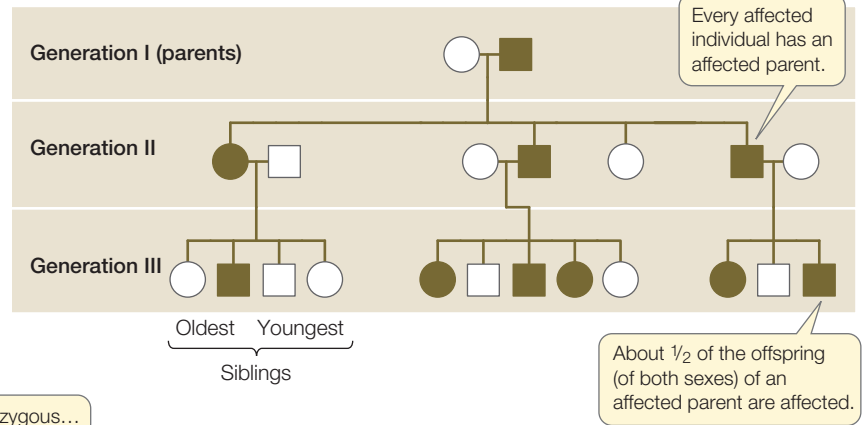 Every affected
individual has an
affected parent.
Generation I (parents)
Generation II
Generation III
Oldest Youngest
Siblings
About 1/2 of the offspring
(of both sexes) of an
affected parent are affected.
zygous…